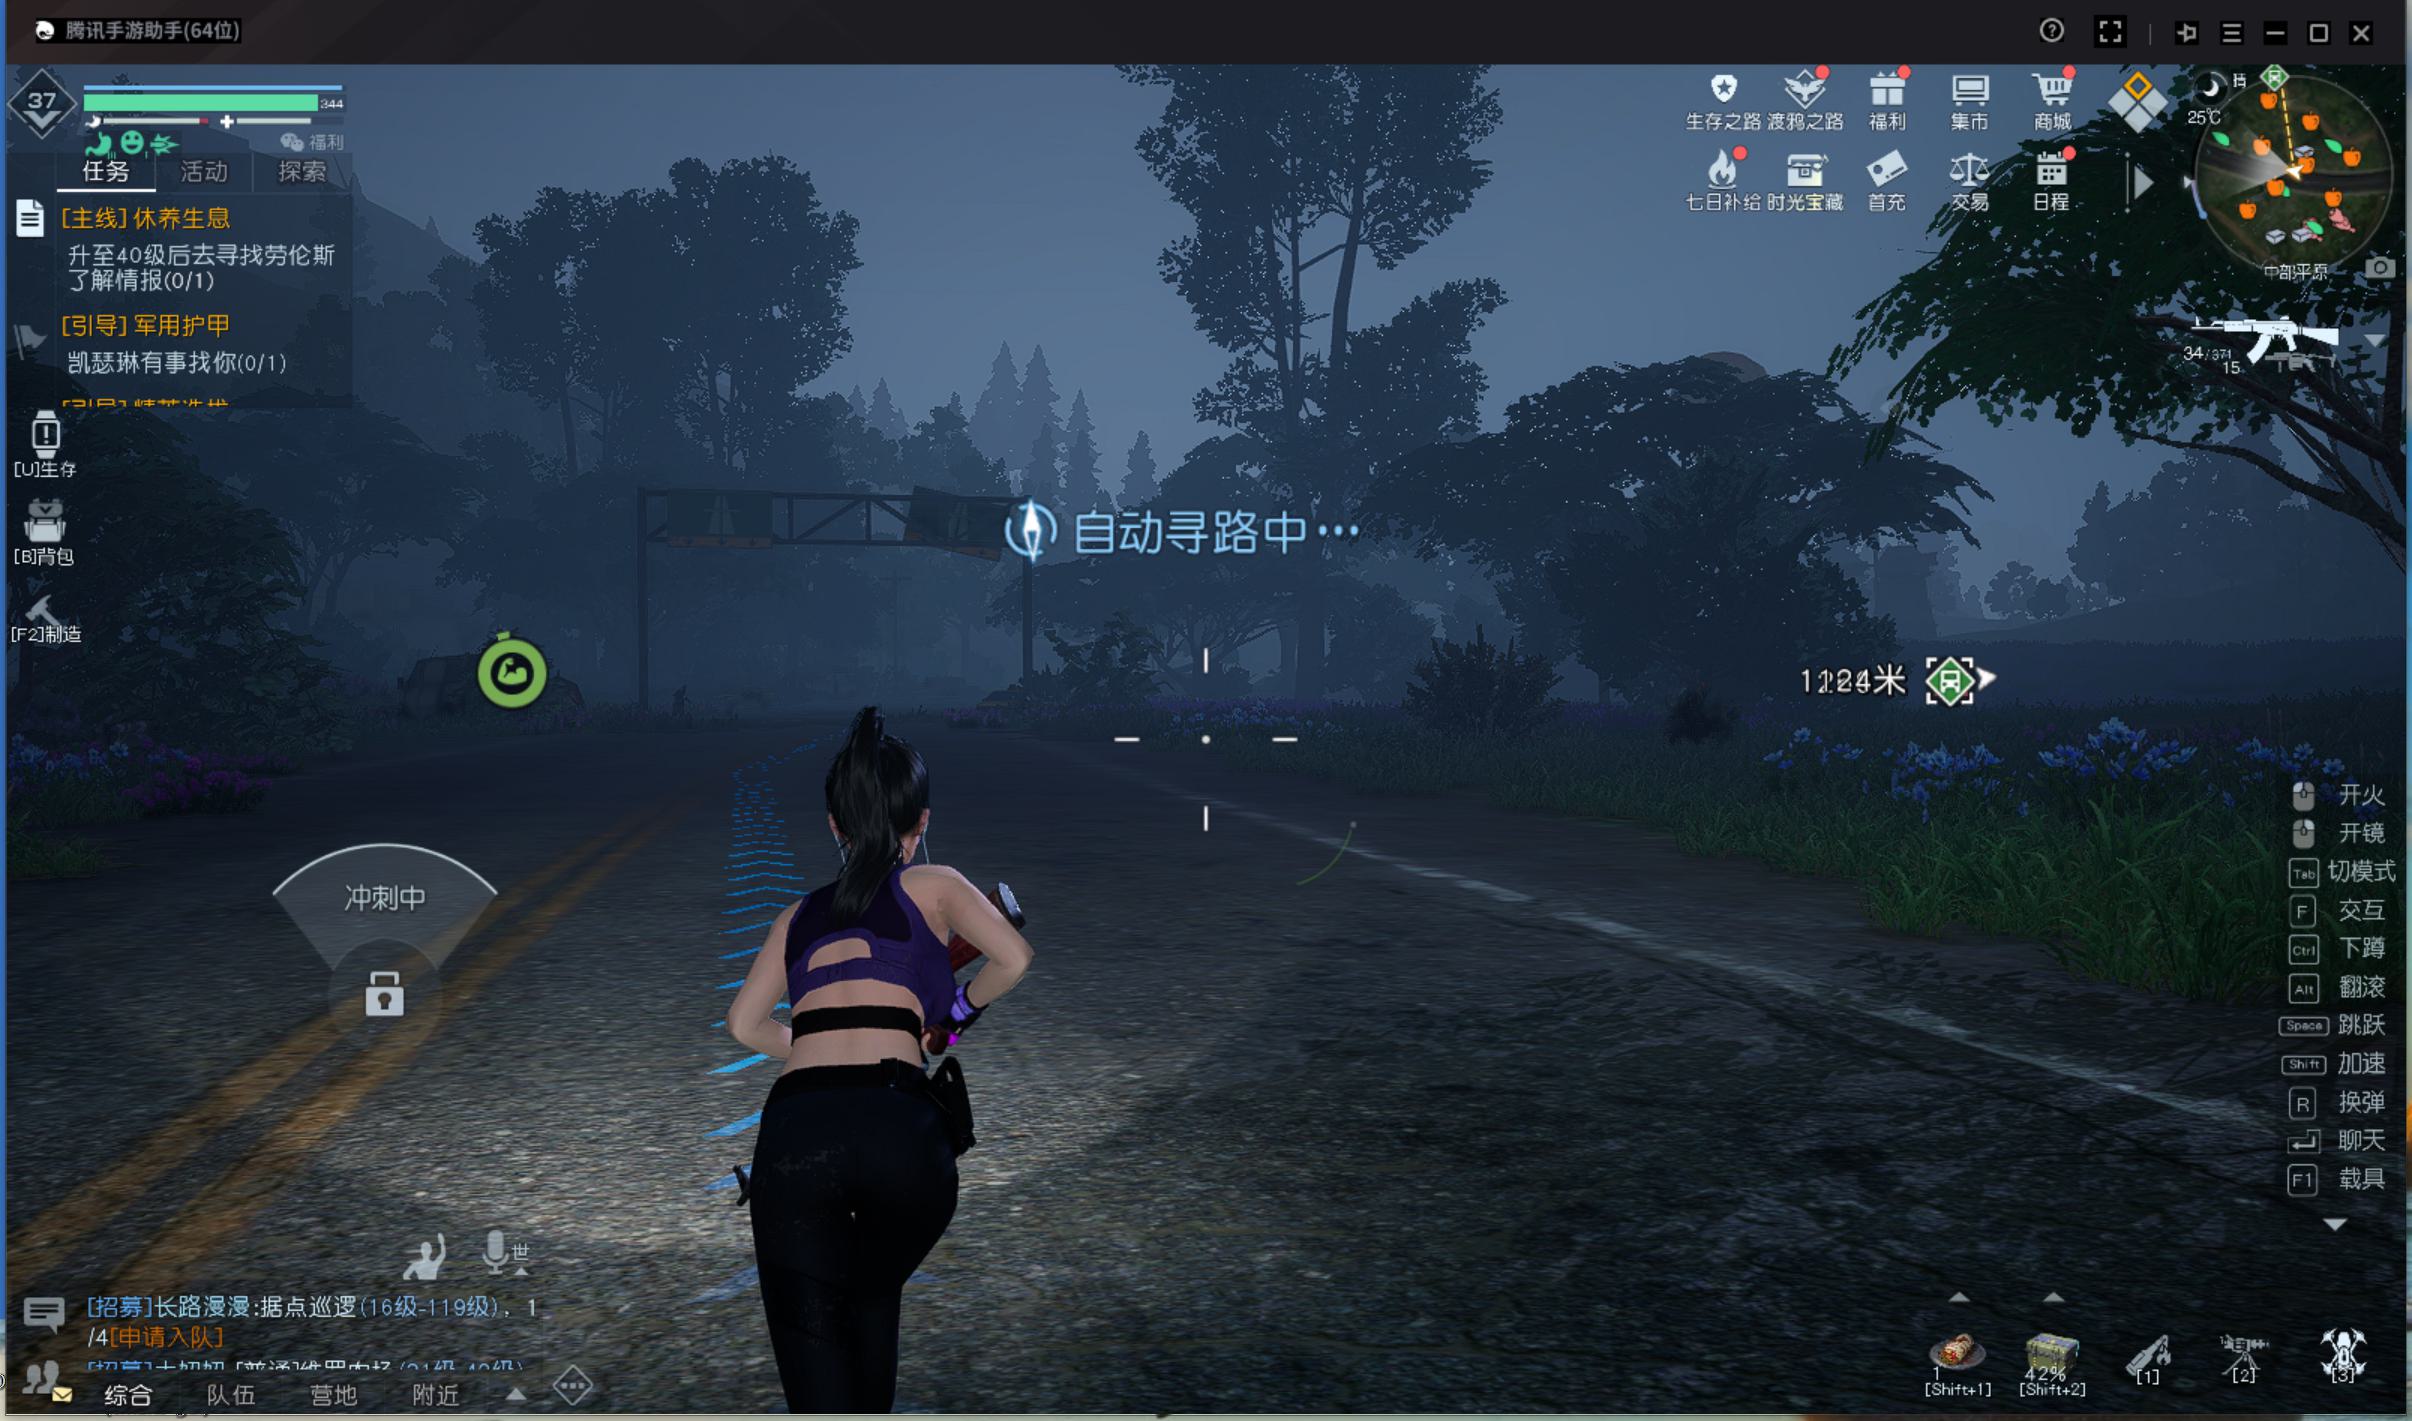 腾讯手游助手(64位)
37
344
福利
任务 活动 探索
[主线] 休养生息
升至40级后去寻找劳伦斯
了解情报(0/1)
[引导] 军用护甲
凯瑟琳有事找你(0/1)
[U]生存
[B]背包
[F2]制造
生存之路 渡鸦之路 福利 集市 商城
七日补给 时光宝藏 首充 交易 日程
25℃
中部平原
34/371
15
自动寻路中···
米
冲刺中
开火
开镜
Tab 切模式
F 交互
Ctrl 下蹲
Alt 翻滚
Space 跳跃
Shift 加速
R 换弹
聊天
F1 载具
世
[招募]长路漫漫:据点巡逻(16级-119级)，1
/4[申请入队]
综合 队伍 营地 附近
1
[Shift+1]
42%
[Shift+2]
[1]
[2]
[3]